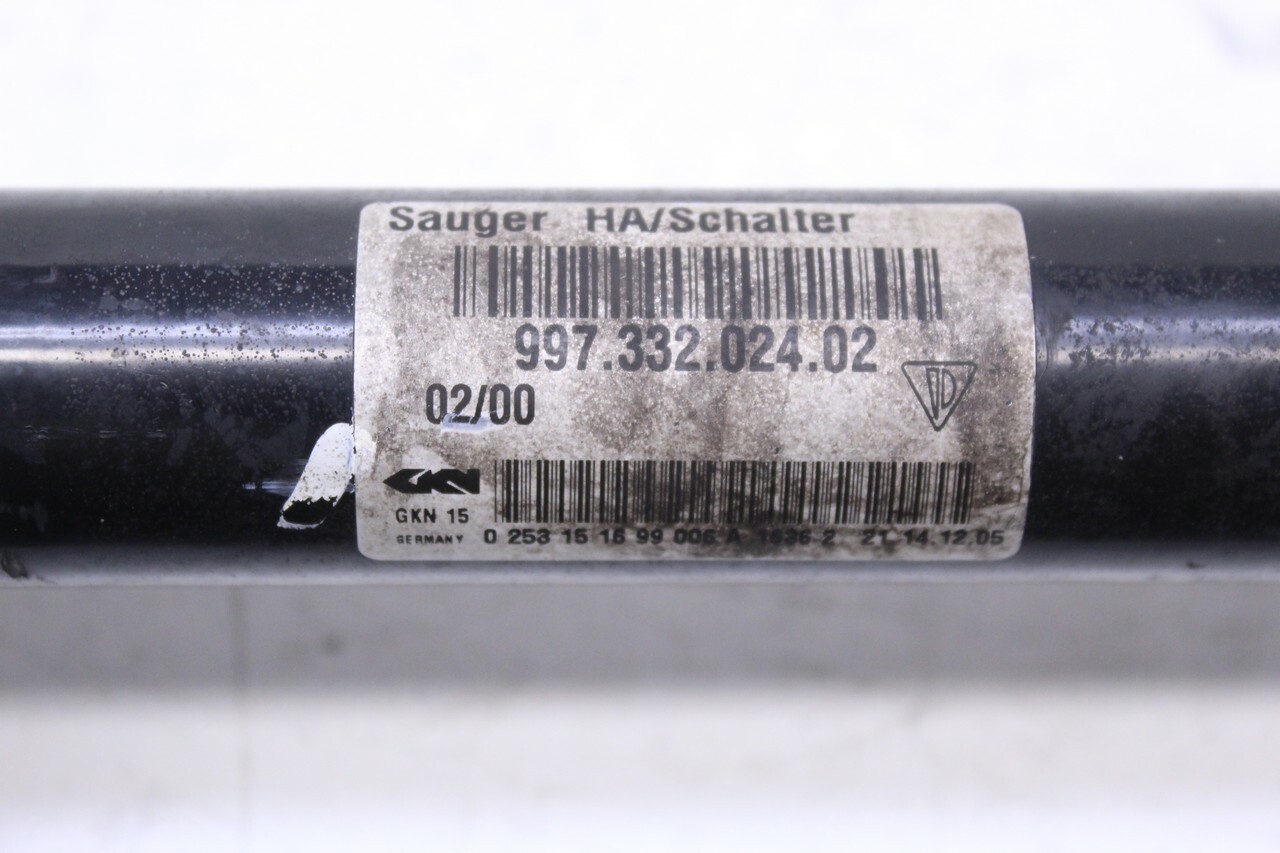 Sauger HA/Schalter
997.332.024.02
02/00
GKN
GKN 15
GERMANY 0 253 15 16 99 006 A 1636 2 21 14.12.05